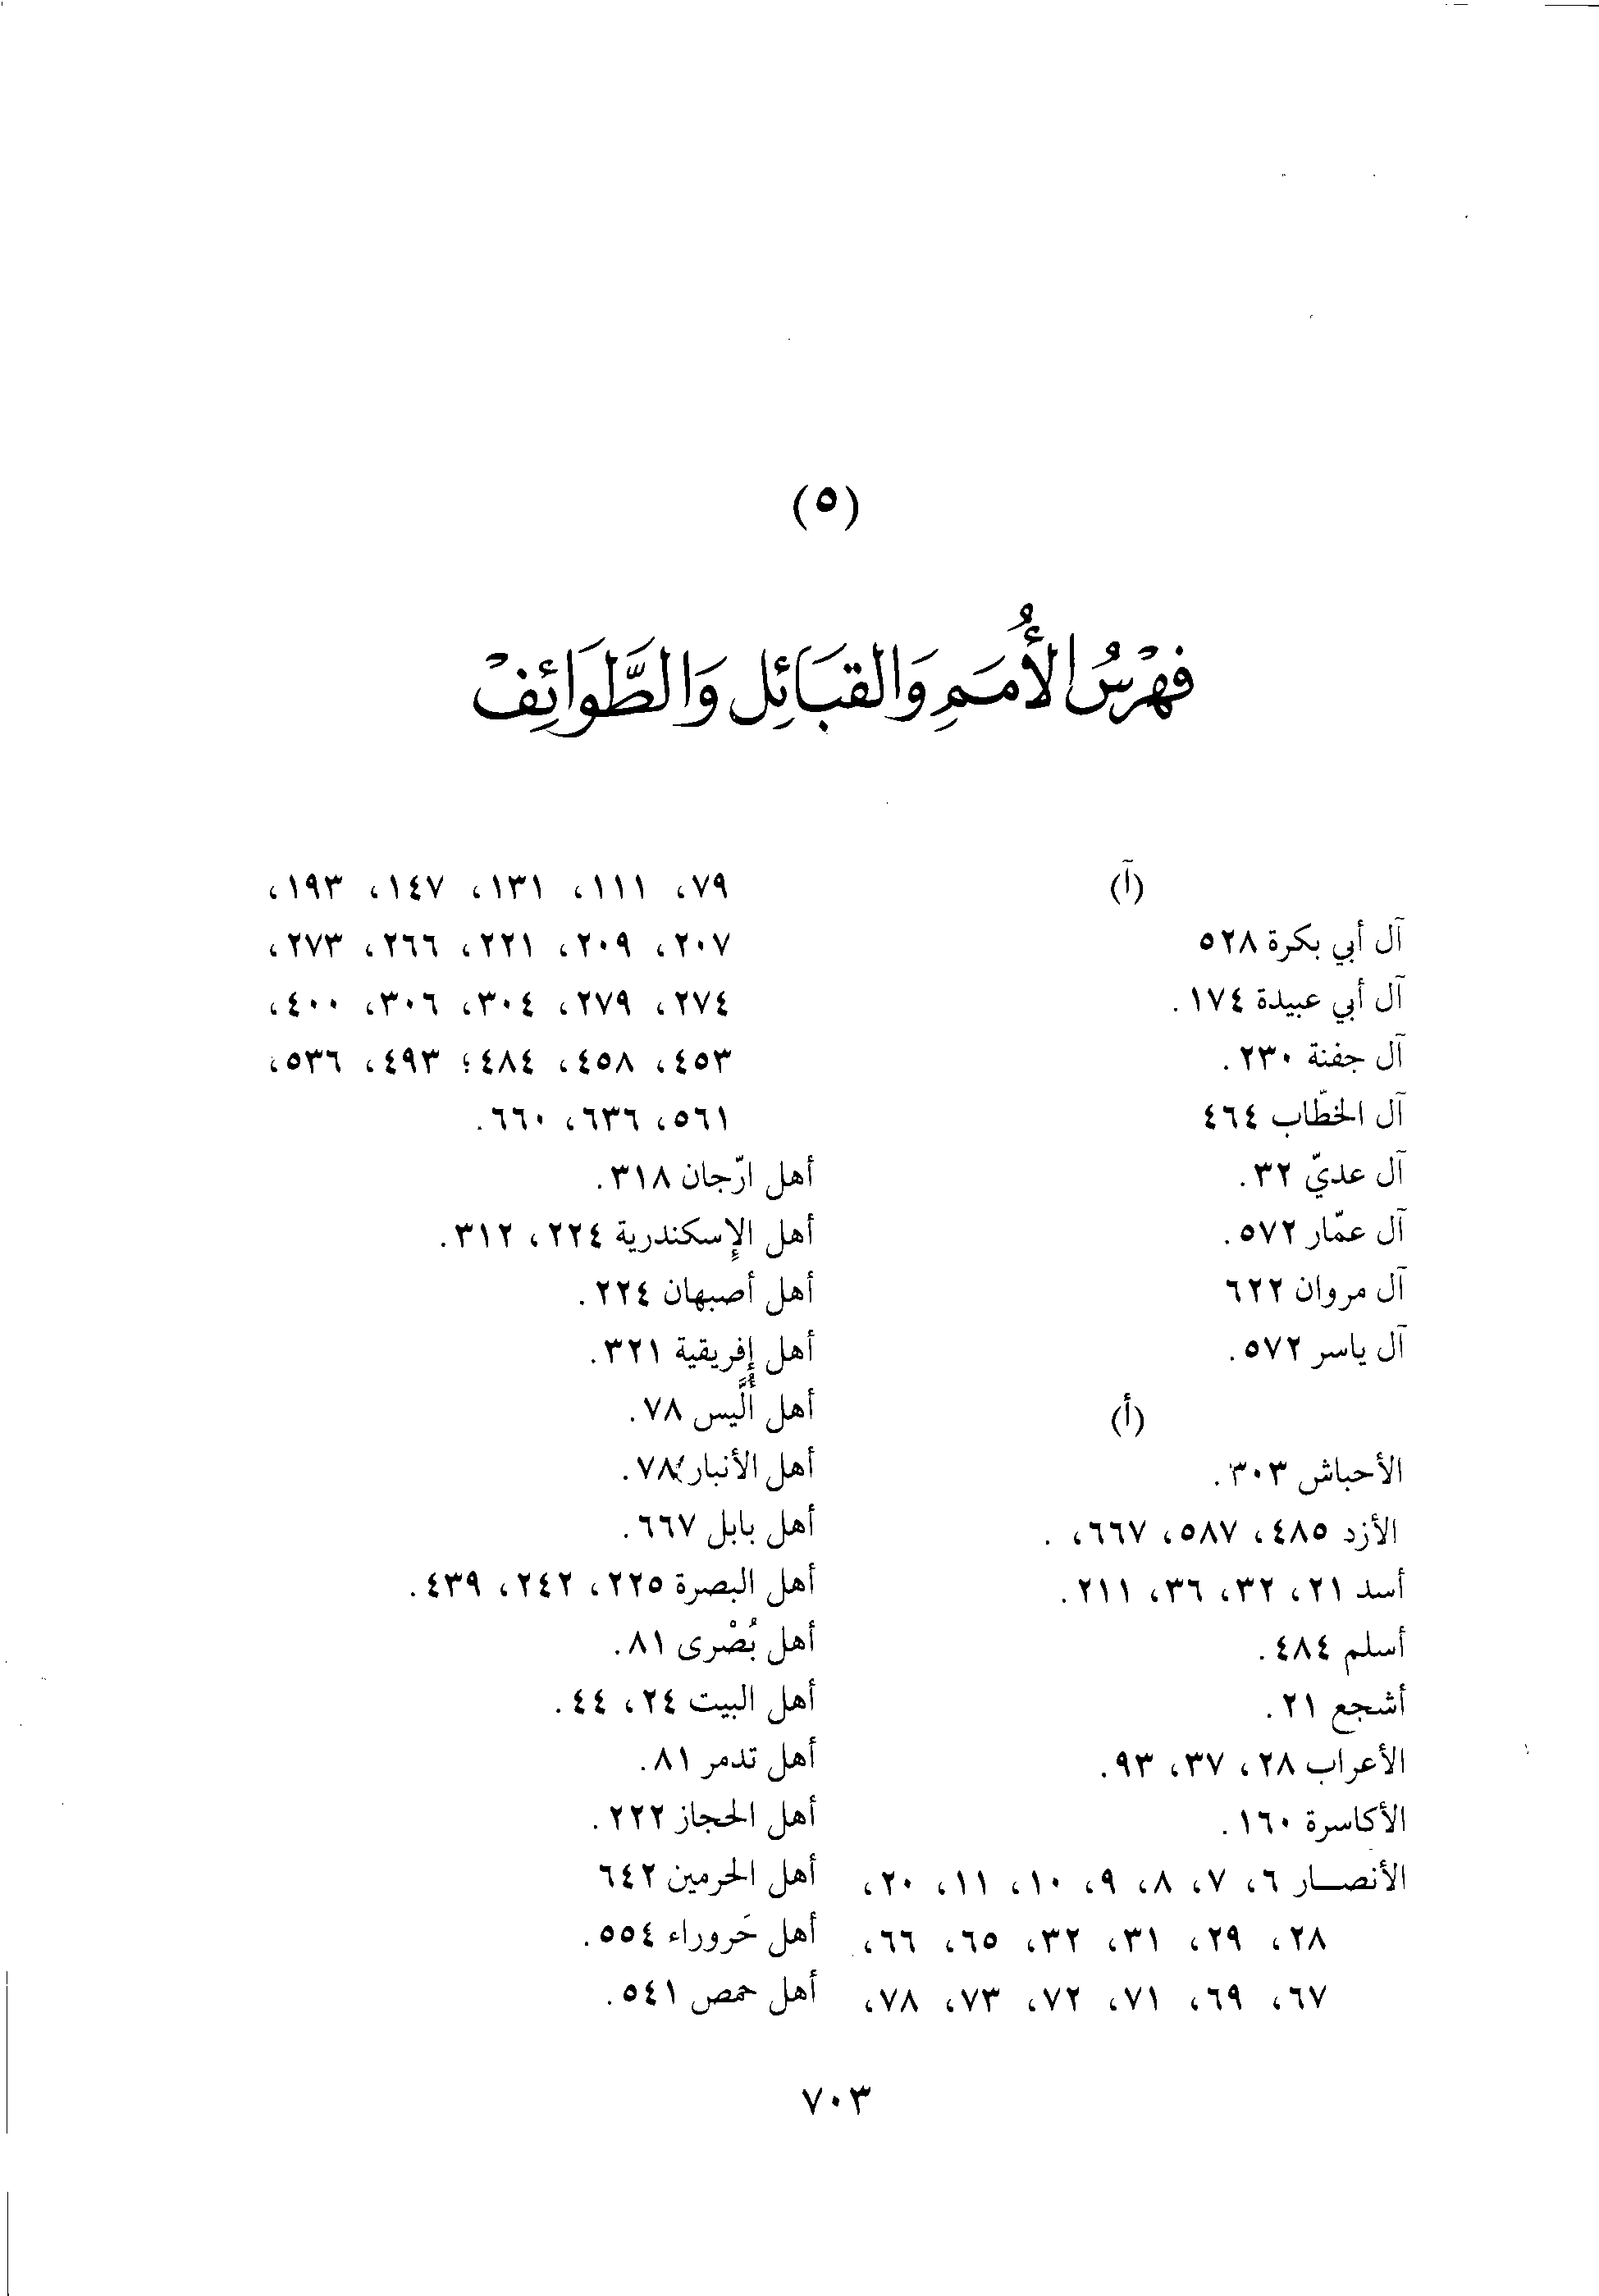 (٥)
فِهْرِسُ الأُمَمِ وَالقَبَائِلِ وَالطَّوَائِفْ
(آ)
آل أبي بكرة ٥٢٨
آل أبي عبيدة ١٧٤.
آل جفنة ٢٣٠.
آل الخطّاب ٤٦٤
آل عديّ ٣٢.
آل عمّار ٥٧٢.
آل مروان ٦٢٢
آل ياسر ٥٧٢.
(أ)
الأحباش ٣٠٣.
الأزد ٤٨٥، ٥٨٧، ٦٦٧، .
أسد ٢١، ٣٢، ٣٦، ٢١١.
أسلم ٤٨٤.
أشجع ٢١.
الأعراب ٢٨، ٣٧، ٩٣.
الأكاسرة ١٦٠.
الأنصـــار ٦، ٧، ٨، ٩، ١٠، ١١، ٢٠،
٢٨، ٢٩، ٣١، ٣٢، ٦٥، ٦٦،
٦٧، ٦٩، ٧١، ٧٢، ٧٣، ٧٨،
٧٩، ١١١، ١٣١، ١٤٧، ١٩٣،
٢٠٧، ٢٠٩، ٢٢١، ٢٦٦، ٢٧٣،
٢٧٤، ٢٧٩، ٣٠٤، ٣٠٦، ٤٠٠،
٤٥٣، ٤٥٨، ٤٨٤؛ ٤٩٣، ٥٣٦،
٥٦١، ٦٣٦، ٦٦٠.
أهل ارّجان ٣١٨.
أهل الإسكندرية ٢٢٤، ٣١٢.
أهل أصبهان ٢٢٤.
أهل إفريقية ٣٢١.
أهل أُلَّيس ٧٨.
أهل الأنبار ٧٨.
أهل بابل ٦٦٧.
أهل البصرة ٢٢٥، ٢٤٢، ٤٣٩.
أهل بُصْرى ٨١.
أهل البيت ٢٤، ٤٤.
أهل تدمر ٨١.
أهل الحجاز ٢٢٢.
أهل الحرمين ٦٤٢
أهل حَروراء ٥٥٤.
أهل حمص ٥٤١.
٧٠٣